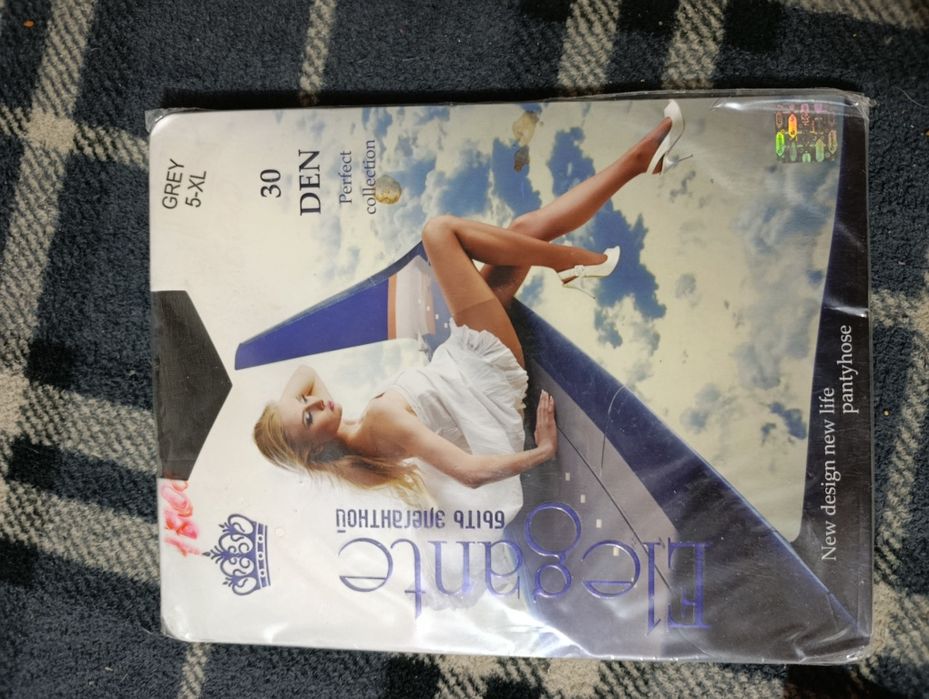 GREY
5-XL
30
DEN
Perfect
collection
Elegante
быть элегантной
New design new life
pantyhose